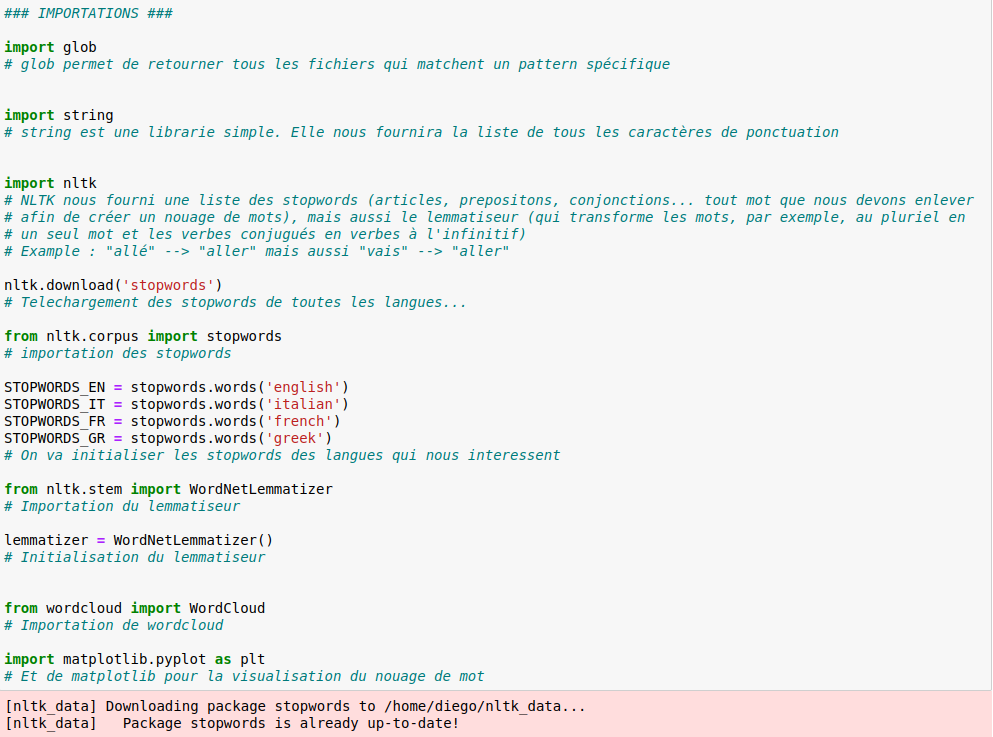 ### IMPORTATIONS ###
import glob
# glob permet de retourner tous les fichiers qui matchent un pattern spécifique
import string
# string est une librarie simple. Elle nous fournira la liste de tous les caractères de ponctuation
import nltk
# NLTK nous fourni une liste des stopwords (articles, prepositons, conjonctions... tout mot que nous devons enlever
# afin de créer un nouage de mots), mais aussi le lemmatiseur (qui transforme les mots, par exemple, au pluriel en
# un seul mot et les verbes conjugués en verbes à l'infinitif)
# Example : "allé" --> "aller" mais aussi "vais" --> "aller"
nltk.download('stopwords')
# Telechargement des stopwords de toutes les langues...
from nltk.corpus import stopwords
# importation des stopwords
STOPWORDS_EN = stopwords.words('english')
STOPWORDS_IT = stopwords.words('italian')
STOPWORDS_FR = stopwords.words('french')
STOPWORDS_GR = stopwords.words('greek')
# On va initialiser les stopwords des langues qui nous interessent
from nltk.stem import WordNetLemmatizer
# Importation du lemmatiseur
lemmatizer = WordNetLemmatizer()
# Initialisation du lemmatiseur
from wordcloud import WordCloud
# Importation de wordcloud
import matplotlib.pyplot as plt
# Et de matplotlib pour la visualisation du nouage de mot
[nltk_data] Downloading package stopwords to /home/diego/nltk_data...
[nltk_data]   Package stopwords is already up-to-date!